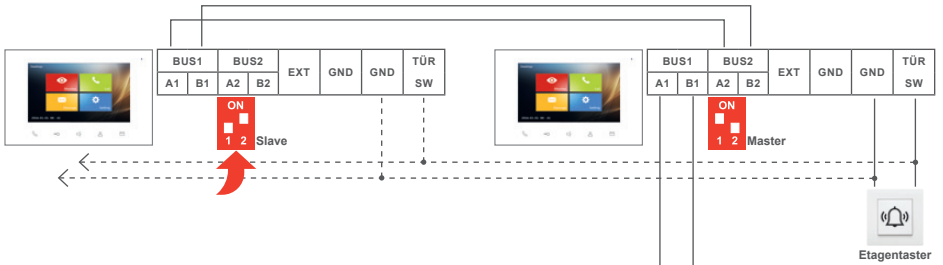 BUS1 BUS2 EXT GND GND TÜR SW
A1 B1 A2 B2
ON
1 2 Slave
BUS1 BUS2 EXT GND GND TÜR SW
A1 B1 A2 B2
ON
1 2 Master
Etagentaster